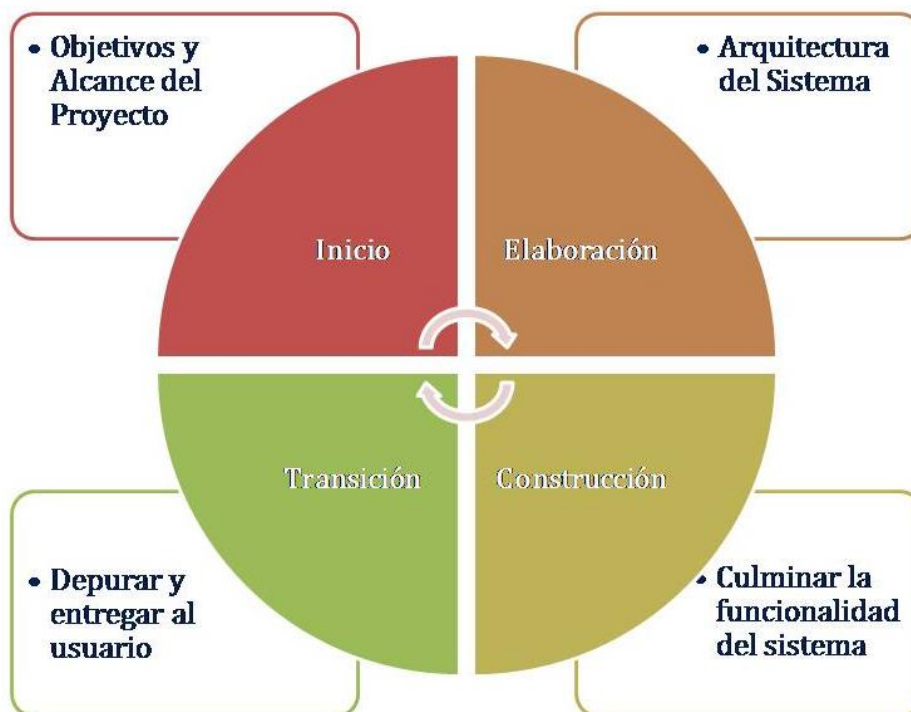 • Objetivos y
Alcance del
Proyecto
• Arquitectura
del Sistema
Inicio
Elaboración
Transición
Construcción
• Depurar y
entregar al
usuario
• Culminar la
funcionalidad
del sistema